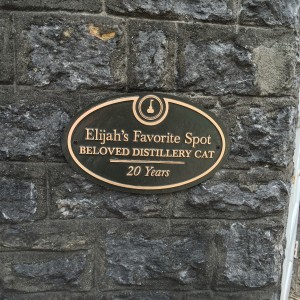 Elijah's Favorite Spot
BELOVED DISTILLERY CAT
20 Years